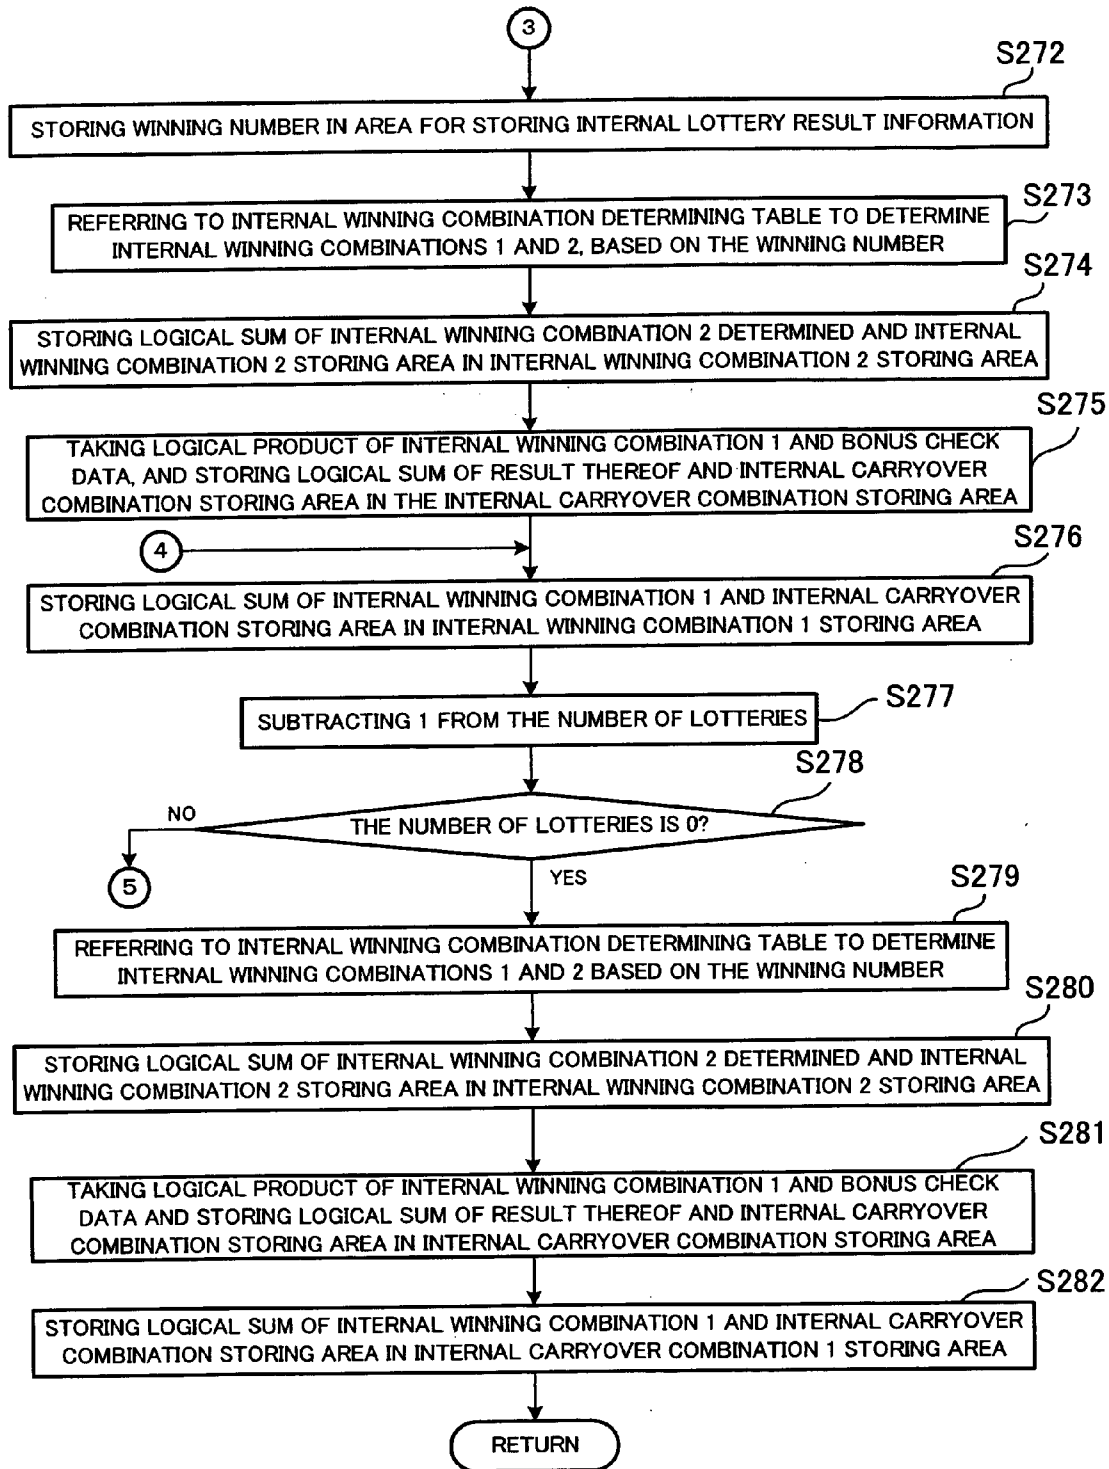 3
S272
STORING WINNING NUMBER IN AREA FOR STORING INTERNAL LOTTERY RESULT INFORMATION
S273
REFERRING TO INTERNAL WINNING COMBINATION DETERMINING TABLE TO DETERMINE
INTERNAL WINNING COMBINATIONS 1 AND 2, BASED ON THE WINNING NUMBER
S274
STORING LOGICAL SUM OF INTERNAL WINNING COMBINATION 2 DETERMINED AND INTERNAL
WINNING COMBINATION 2 STORING AREA IN INTERNAL WINNING COMBINATION 2 STORING AREA
S275
TAKING LOGICAL PRODUCT OF INTERNAL WINNING COMBINATION 1 AND BONUS CHECK
DATA, AND STORING LOGICAL SUM OF RESULT THEREOF AND INTERNAL CARRYOVER
COMBINATION STORING AREA IN THE INTERNAL CARRYOVER COMBINATION STORING AREA
4
S276
STORING LOGICAL SUM OF INTERNAL WINNING COMBINATION 1 AND INTERNAL CARRYOVER
COMBINATION STORING AREA IN INTERNAL WINNING COMBINATION 1 STORING AREA
S277
SUBTRACTING 1 FROM THE NUMBER OF LOTTERIES
S278
NO
THE NUMBER OF LOTTERIES IS 0?
5
YES
S279
REFERRING TO INTERNAL WINNING COMBINATION DETERMINING TABLE TO DETERMINE
INTERNAL WINNING COMBINATIONS 1 AND 2 BASED ON THE WINNING NUMBER
S280
STORING LOGICAL SUM OF INTERNAL WINNING COMBINATION 2 DETERMINED AND INTERNAL
WINNING COMBINATION 2 STORING AREA IN INTERNAL WINNING COMBINATION 2 STORING AREA
S281
TAKING LOGICAL PRODUCT OF INTERNAL WINNING COMBINATION 1 AND BONUS CHECK
DATA AND STORING LOGICAL SUM OF RESULT THEREOF AND INTERNAL CARRYOVER
COMBINATION STORING AREA IN INTERNAL CARRYOVER COMBINATION STORING AREA
S282
STORING LOGICAL SUM OF INTERNAL WINNING COMBINATION 1 AND INTERNAL CARRYOVER
COMBINATION STORING AREA IN INTERNAL CARRYOVER COMBINATION 1 STORING AREA
RETURN